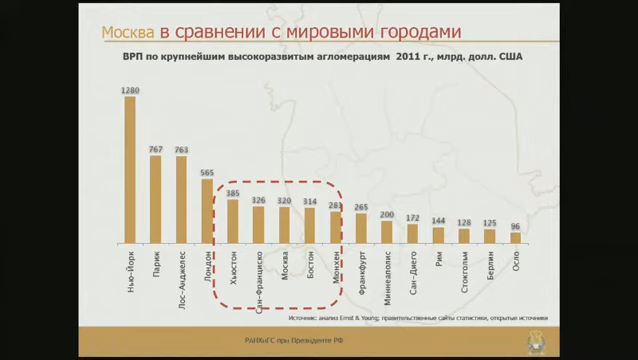 Москва в сравнении с мировыми городами
ВРП по крупнейшим высокоразвитым агломерациям 2011 г., млрд. долл. США
1280
767
763
565
385
326
320
314
281
265
200
172
144
128
125
96
Нью-Йорк
Париж
Лос-Анджелес
Лондон
Хьюстон
Сан-Франциско
Москва
Бостон
Мюнхен
Франкфурт
Миннеаполис
Сан-Диего
Рим
Стокгольм
Берлин
Осло
Источник: анализ Ernst & Young; правительственные сайты статистики, открытые источники
РАНХиГС при Президенте РФ